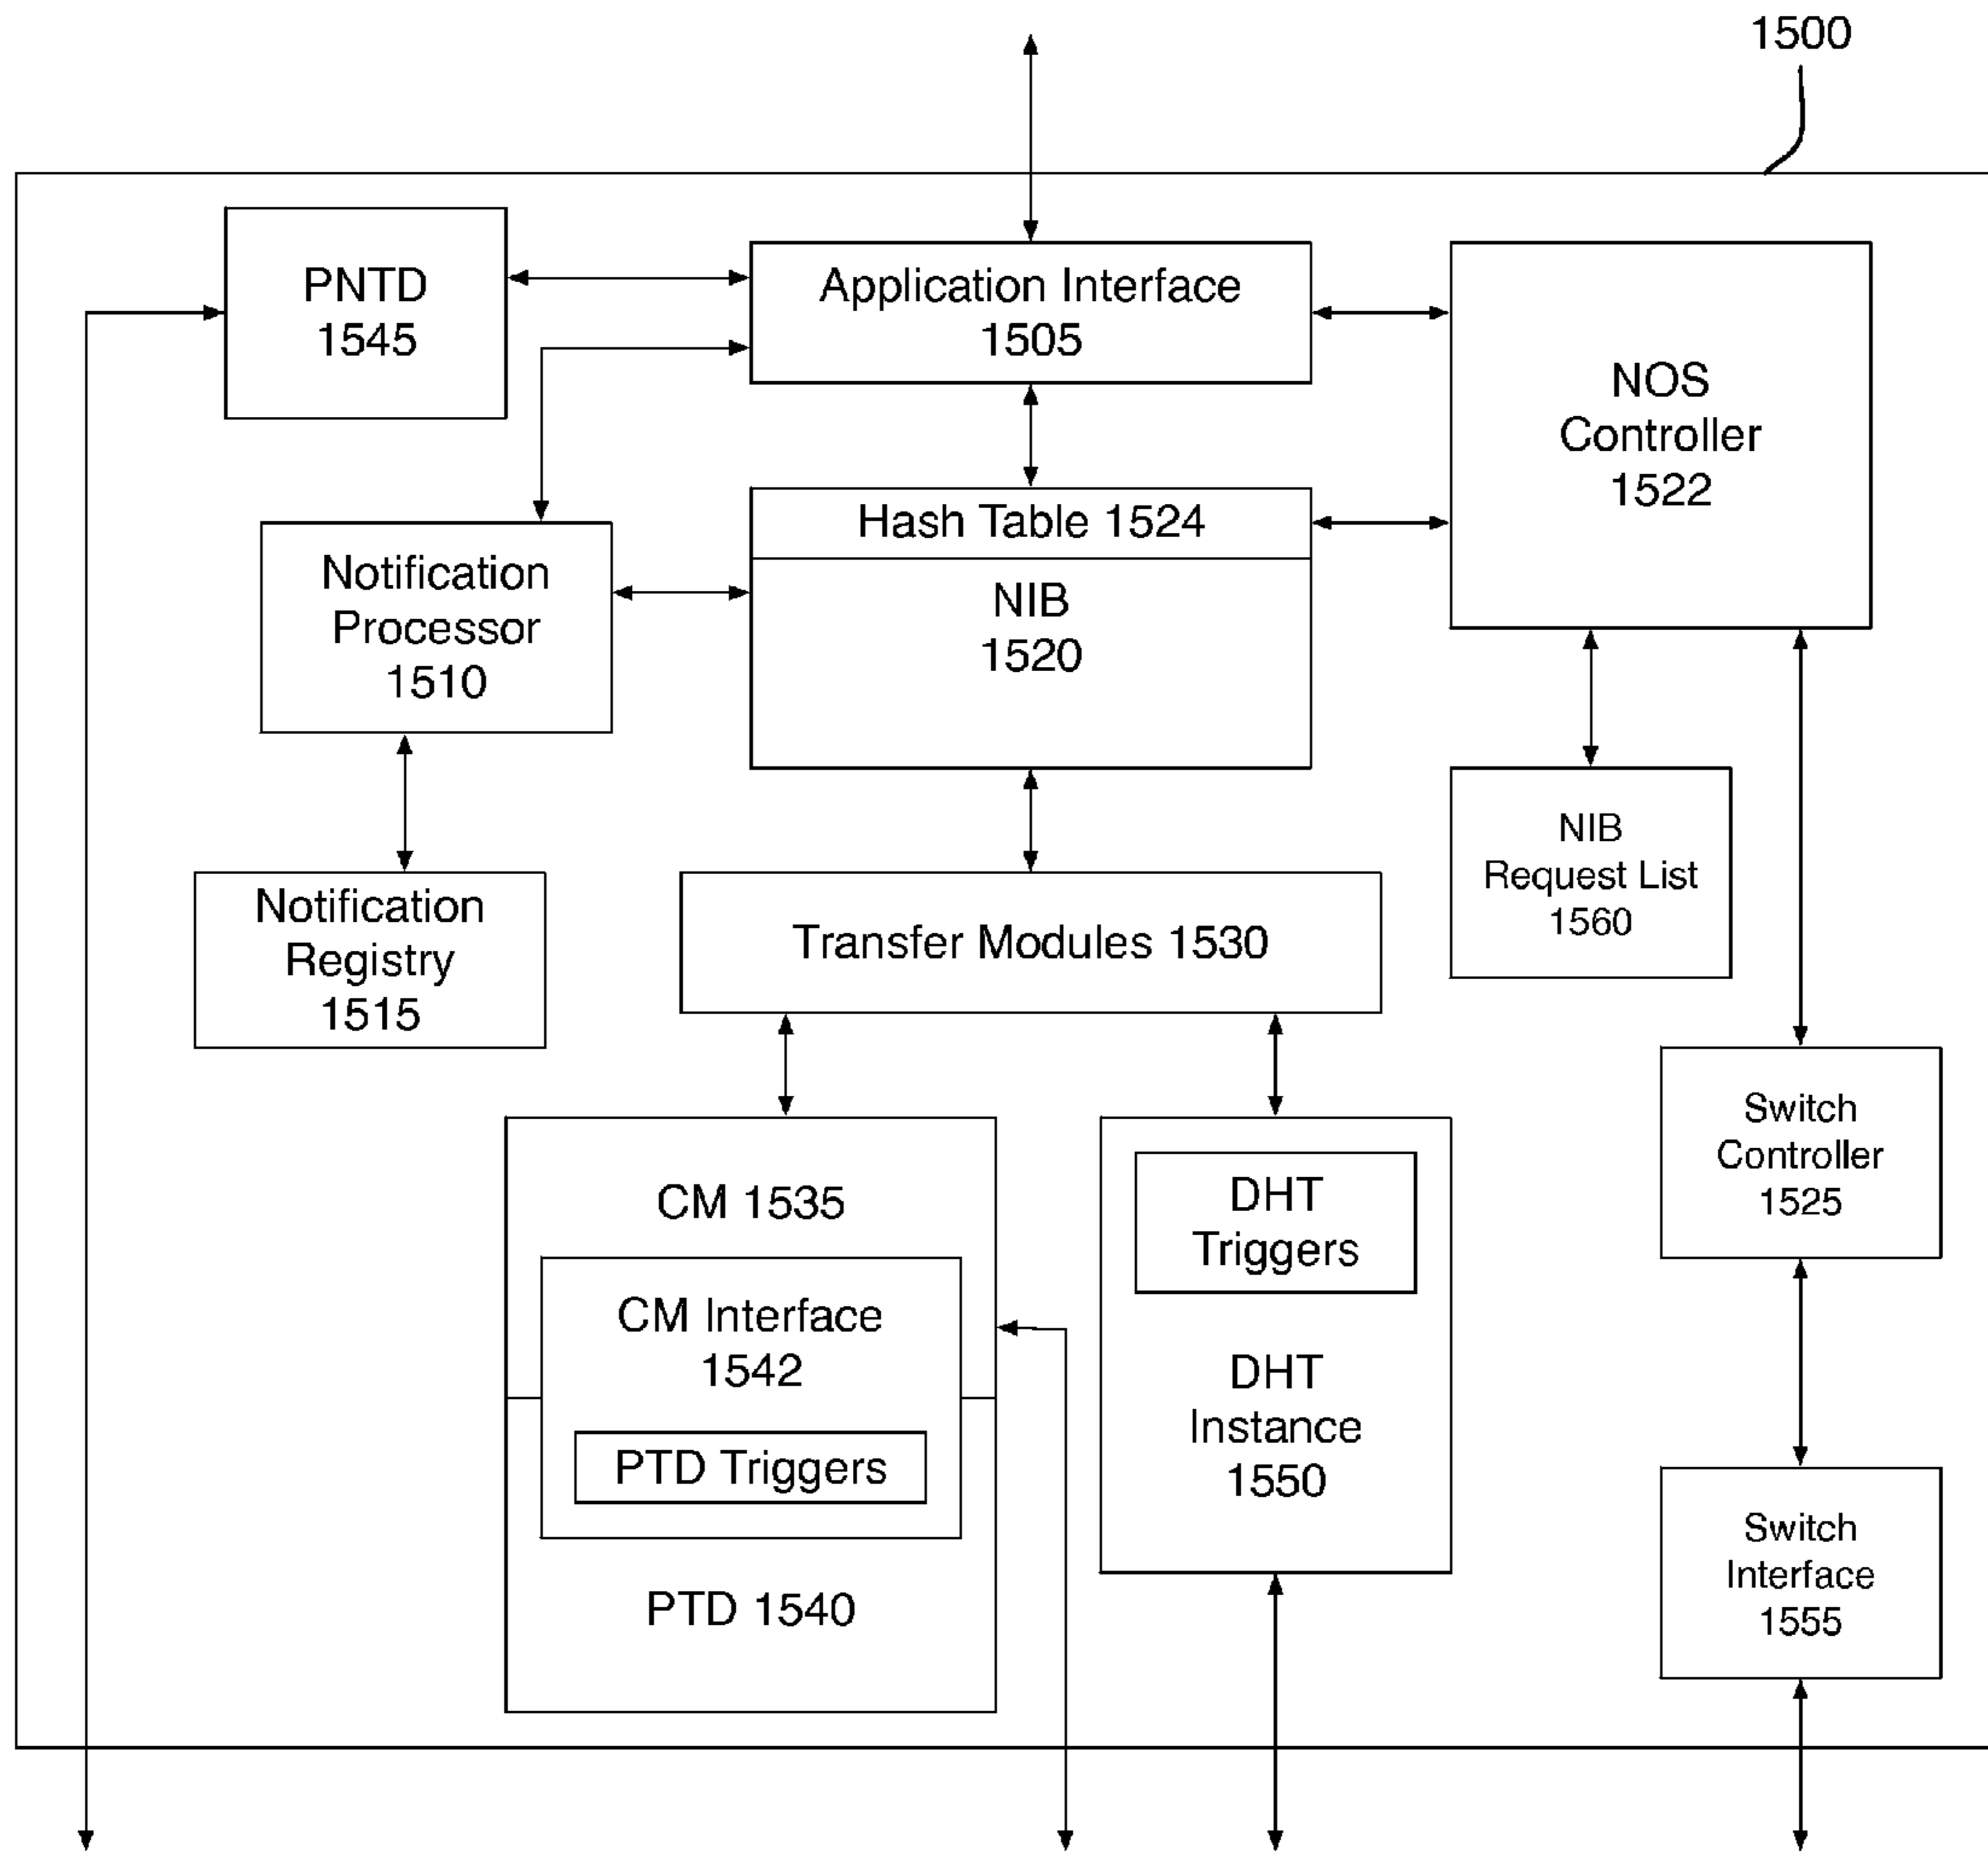 1500
PNTD
1545
Application Interface
1505
NOS
Controller
1522
Hash Table 1524
NIB
1520
Notification
Processor
1510
Notification
Registry
1515
Transfer Modules 1530
NIB
Request List
1560
Switch
Controller
1525
CM 1535
CM Interface
1542
PTD Triggers
PTD 1540
DHT
Triggers
DHT
Instance
1550
Switch
Interface
1555